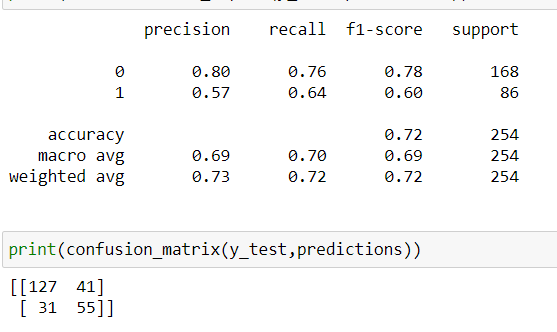 precision recall f1-score support
0 0.80 0.76 0.78 168
1 0.57 0.64 0.60 86
accuracy 0.72 254
macro avg 0.69 0.70 0.69 254
weighted avg 0.73 0.72 0.72 254
print(confusion_matrix(y_test,predictions))
[[127 41]
[ 31 55]]